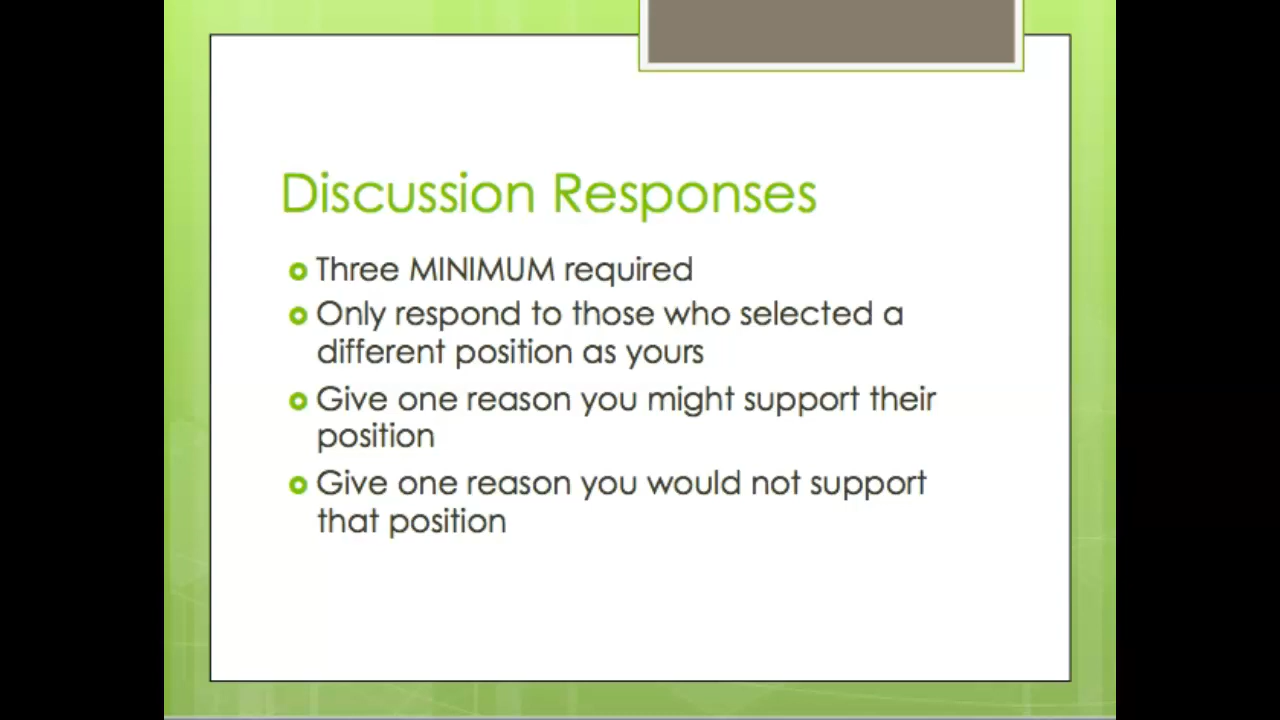 Discussion Responses
Three MINIMUM required
Only respond to those who selected a
different position as yours
Give one reason you might support their
position
Give one reason you would not support
that position